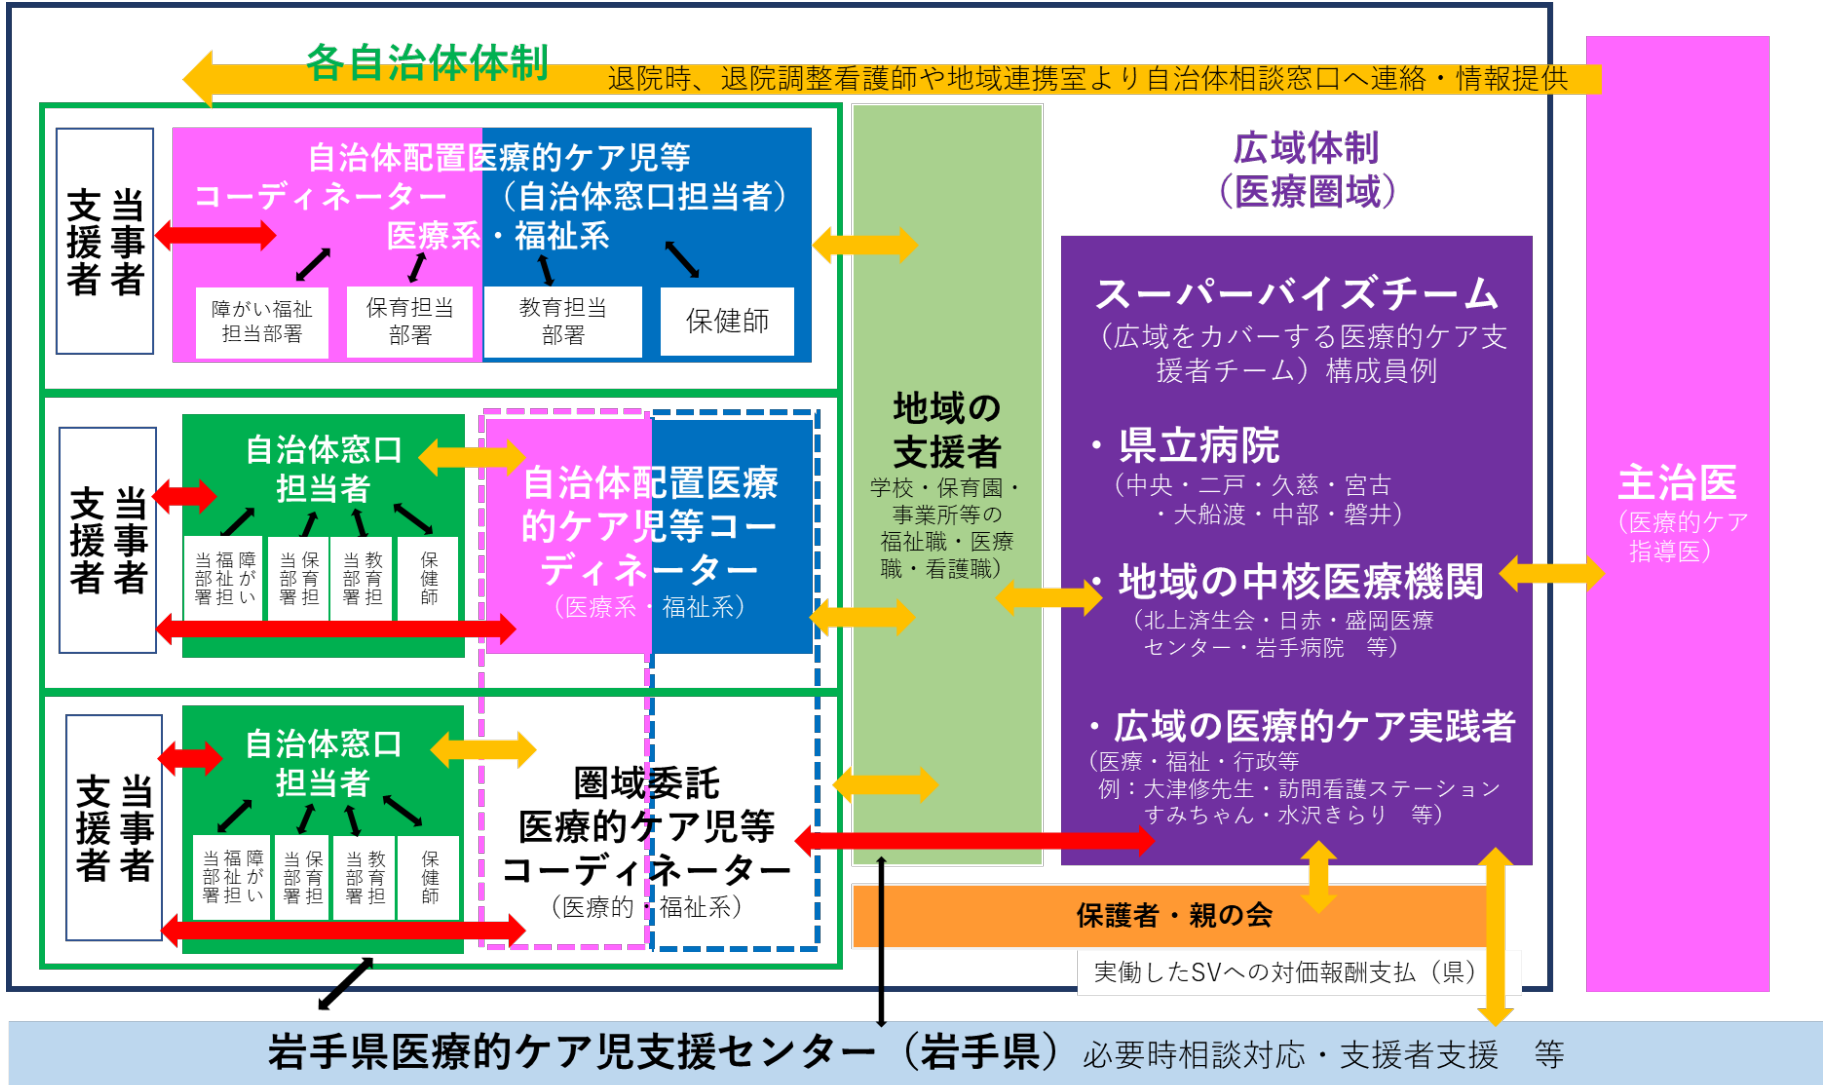 各自治体体制
退院時、退院調整看護師や地域連携室より自治体相談窓口へ連絡・情報提供
当事者
支援者
自治体配置医療的ケア児等
コーディネーター　（自治体窓口担当者）
医療系・福祉系
障がい福祉
担当部署
保育担当
部署
教育担当
部署
保健師
当事者
支援者
自治体窓口
担当者
障がい
福祉担
当部署
保育担
当部署
教育担
当部署
保健師
自治体配置医療
的ケア児等コー
ディネーター
（医療系・福祉系）
当事者
支援者
自治体窓口
担当者
障がい
福祉担
当部署
保育担
当部署
教育担
当部署
保健師
圏域委託
医療的ケア児等
コーディネーター
（医療的・福祉系）
地域の
支援者
学校・保育園・
事業所等の
福祉職・医療
職・看護職）
広域体制
（医療圏域）
スーパーバイズチーム
（広域をカバーする医療的ケア支
援者チーム）構成員例
・県立病院
（中央・二戸・久慈・宮古
・大船渡・中部・磐井）
・地域の中核医療機関
（北上済生会・日赤・盛岡医療
センター・岩手病院　等）
・広域の医療的ケア実践者
（医療・福祉・行政等
例：大津修先生・訪問看護ステーション
すみちゃん・水沢きらり　等）
主治医
（医療的ケア
指導医）
保護者・親の会
実働したSVへの対価報酬支払（県）
岩手県医療的ケア児支援センター（岩手県）必要時相談対応・支援者支援　等